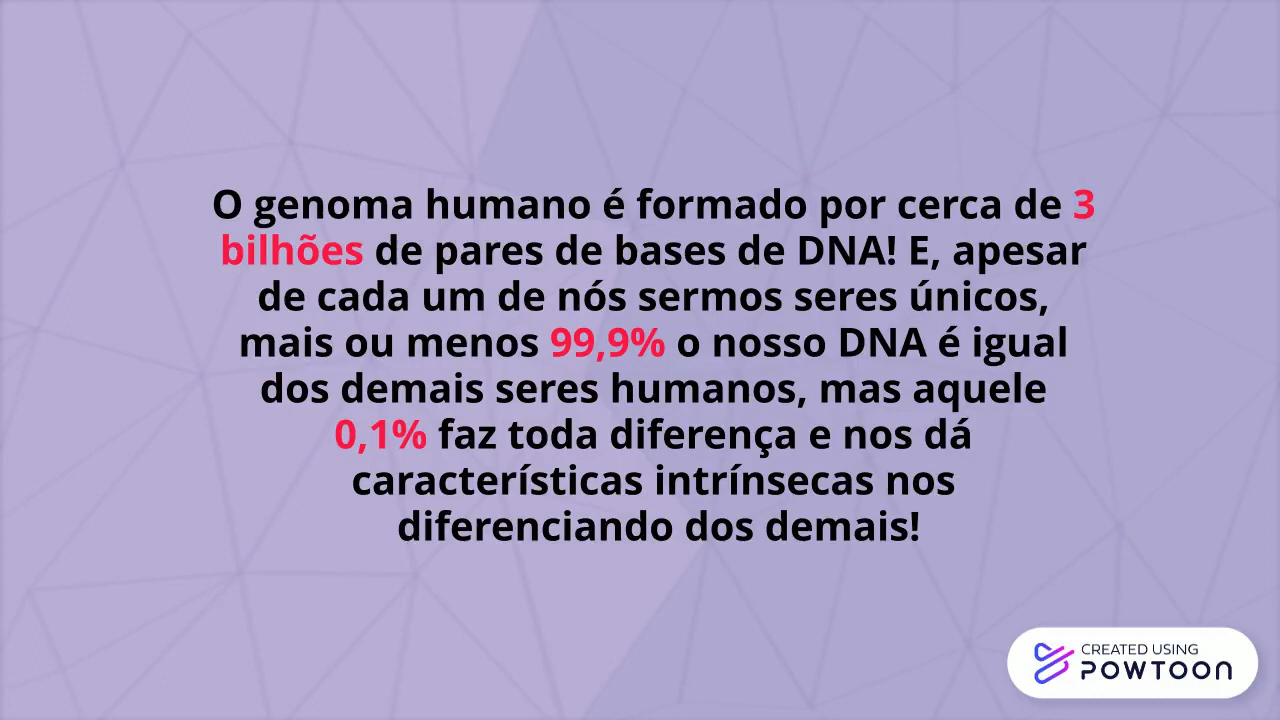 O genoma humano é formado por cerca de 3
bilhões de pares de bases de DNA! E, apesar
de cada um de nós sermos seres únicos,
mais ou menos 99,9% o nosso DNA é igual
dos demais seres humanos, mas aquele
0,1% faz toda diferença e nos dá
características intrínsecas nos
diferenciando dos demais!
CREATED USING
POWTOON